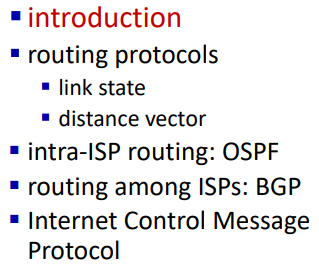 introduction
routing protocols
link state
distance vector
intra-ISP routing: OSPF
routing among ISPs: BGP
Internet Control Message
Protocol